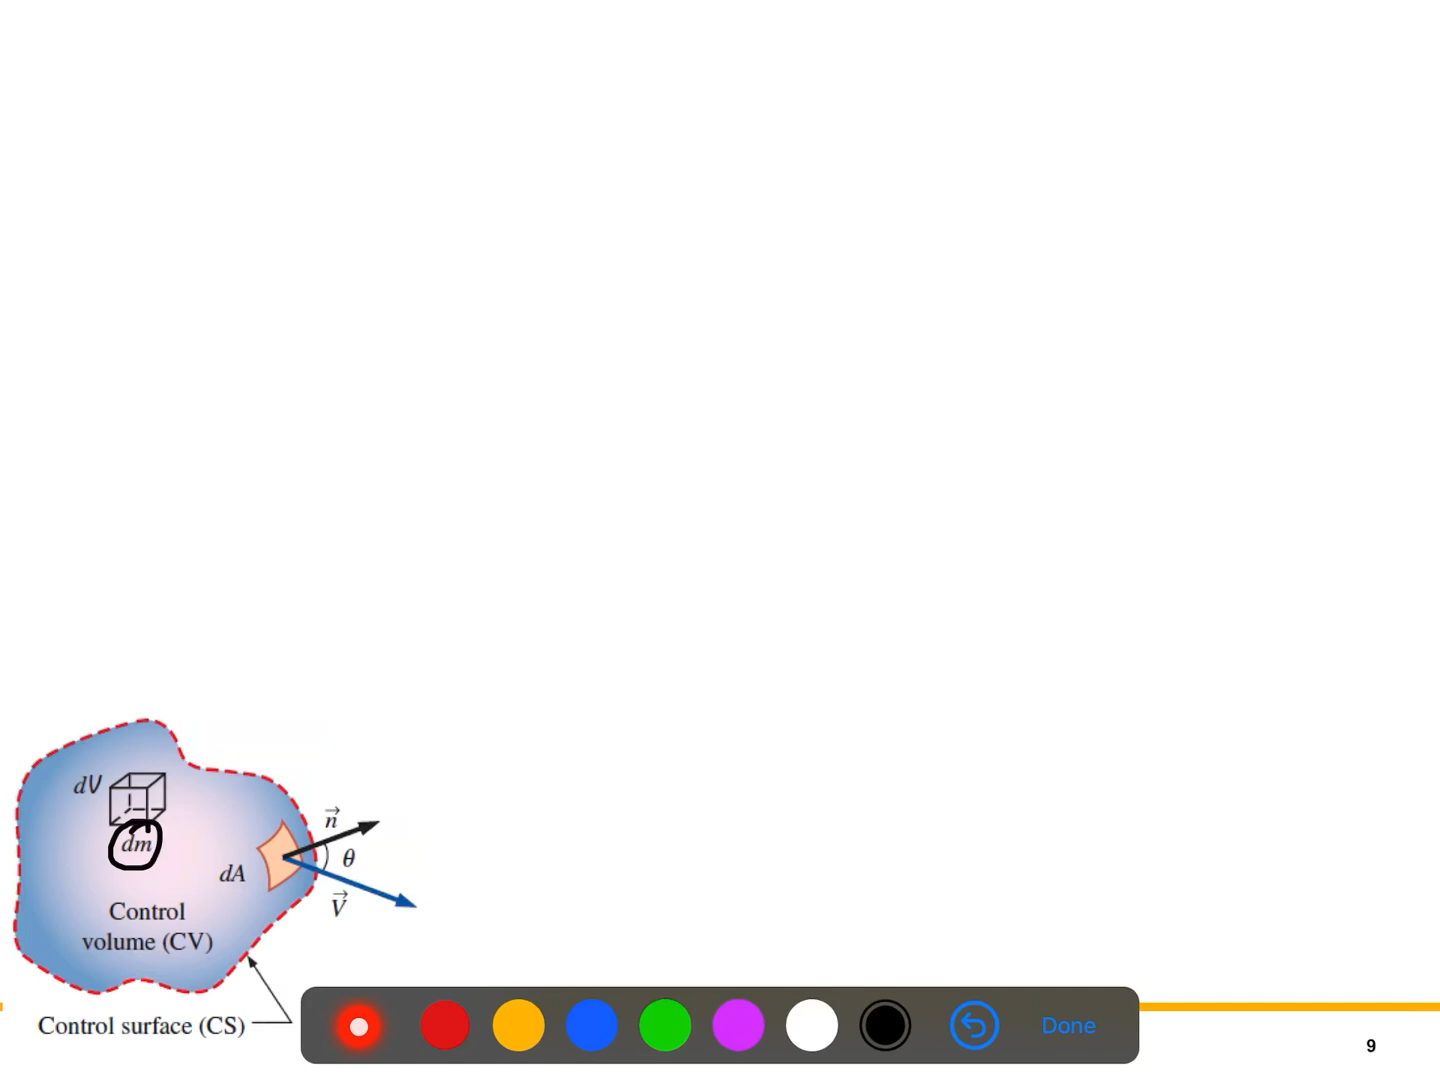 dV
dm
n⃗
θ
dA
V⃗
Control
volume (CV)
Control surface (CS)
Done
9